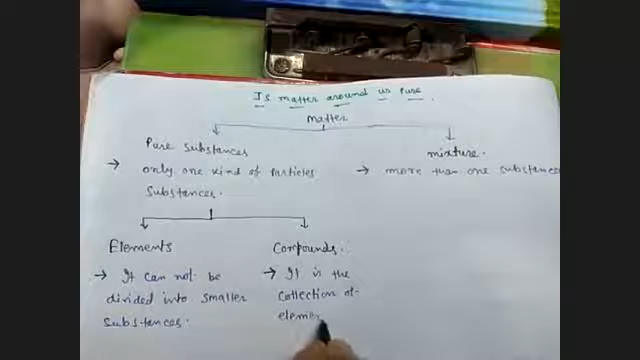 Is matter around us Pure.
Matter
Pure substances
→ only one kind of Particles
Substances.
mixture.
→ more than one substances
Elements
→ It can not be
divided into smaller
substances.
Compounds:
→ It is the
collection of
elemen